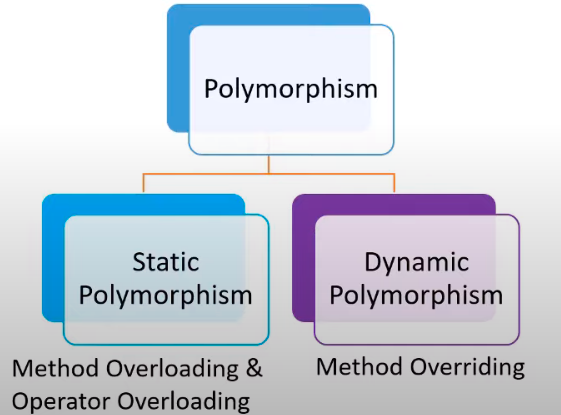 Polymorphism
Static
Polymorphism
Dynamic
Polymorphism
Method Overloading &
Operator Overloading
Method Overriding